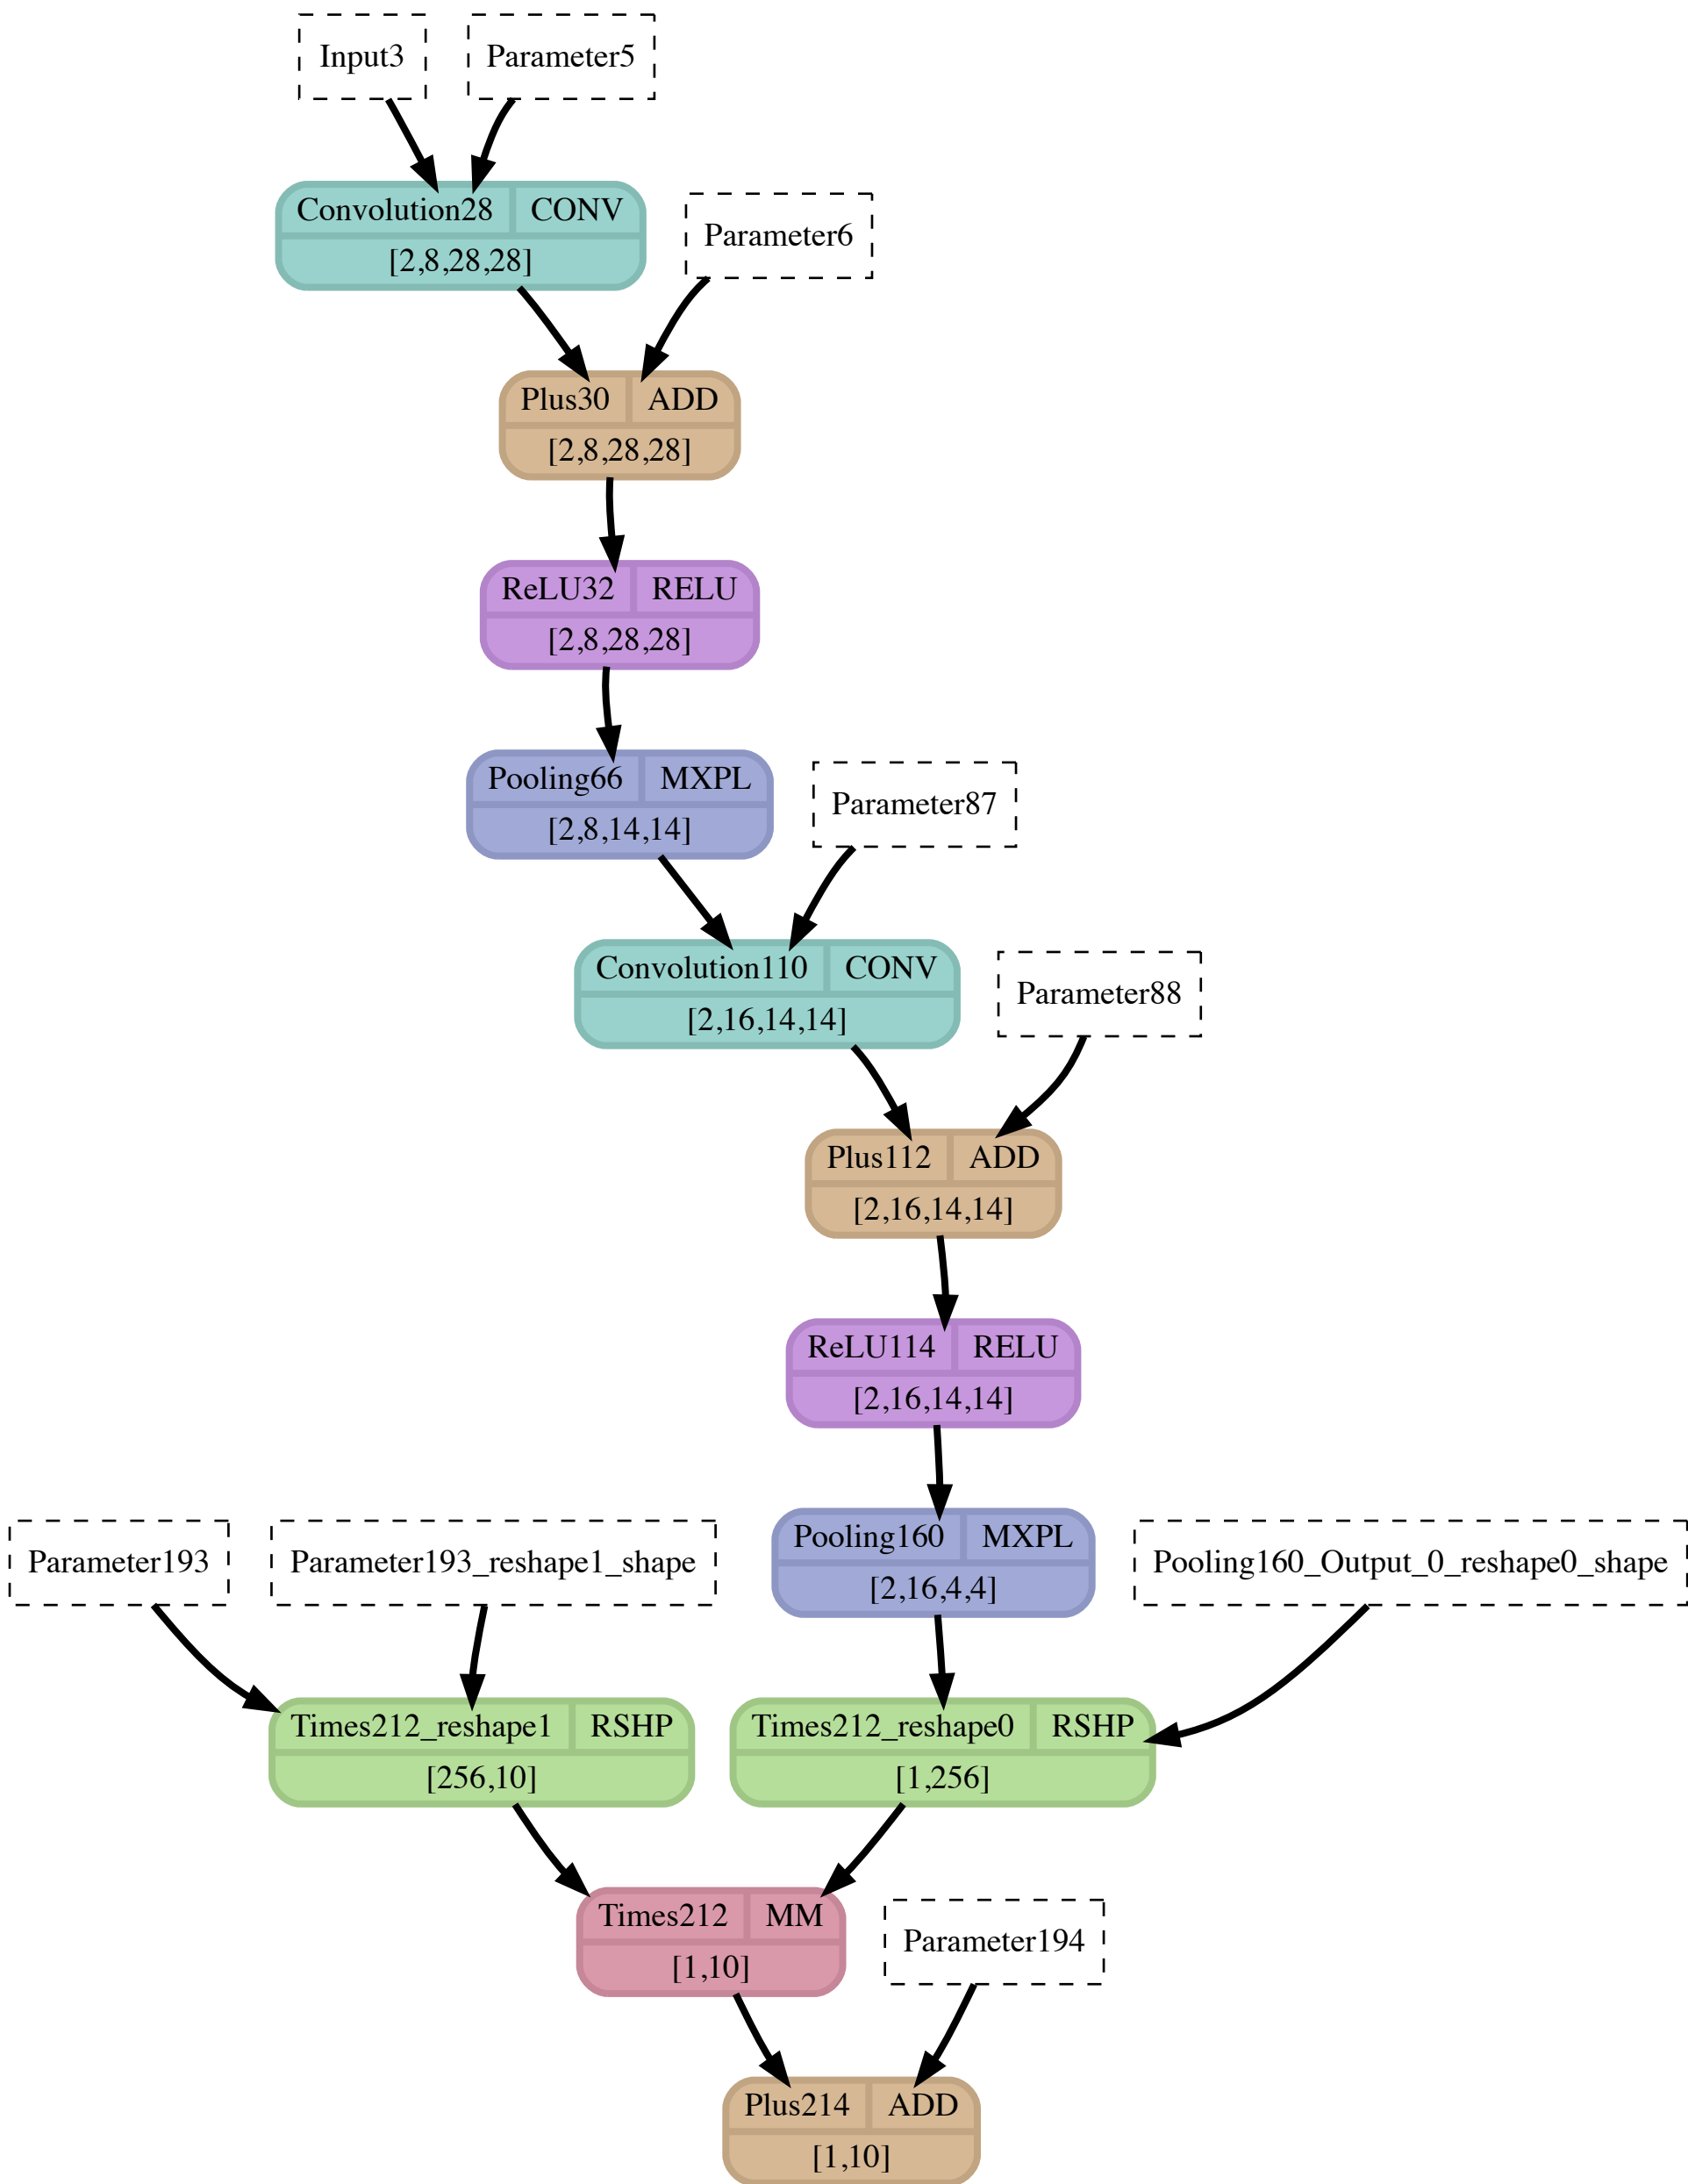 Input3
Parameter5
Convolution28 CONV
[2,8,28,28]
Parameter6
Plus30 ADD
[2,8,28,28]
ReLU32 RELU
[2,8,28,28]
Pooling66 MXPL
[2,8,14,14]
Parameter87
Convolution110 CONV
[2,16,14,14]
Parameter88
Plus112 ADD
[2,16,14,14]
ReLU114 RELU
[2,16,14,14]
Parameter193
Parameter193_reshape1_shape
Pooling160 MXPL
[2,16,4,4]
Pooling160_Output_0_reshape0_shape
Times212_reshape1 RSHP
[256,10]
Times212_reshape0 RSHP
[1,256]
Times212 MM
[1,10]
Parameter194
Plus214 ADD
[1,10]